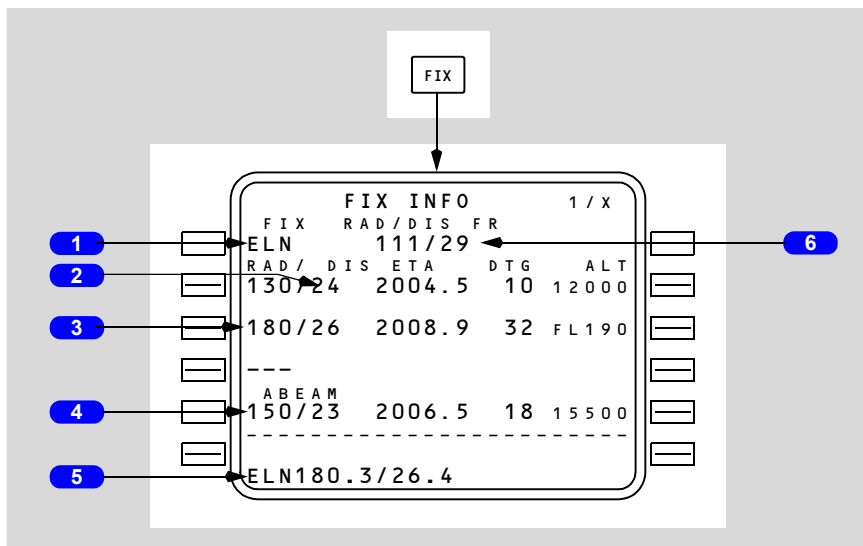 FIX
FIX INFO 1/X
FIX RAD/DIS FR
1 ELN 111/29 6
RAD/ DIS ETA DTG ALT
2 130/24 2004.5 10 12000
3 180/26 2008.9 32 FL190
---
ABEAM
4 150/23 2006.5 18 15500
------------------------
5 ELN180.3/26.4